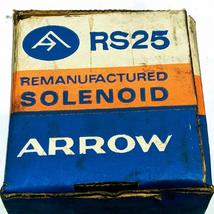 RS25
REMANUFACTURED
SOLENOID
ARROW